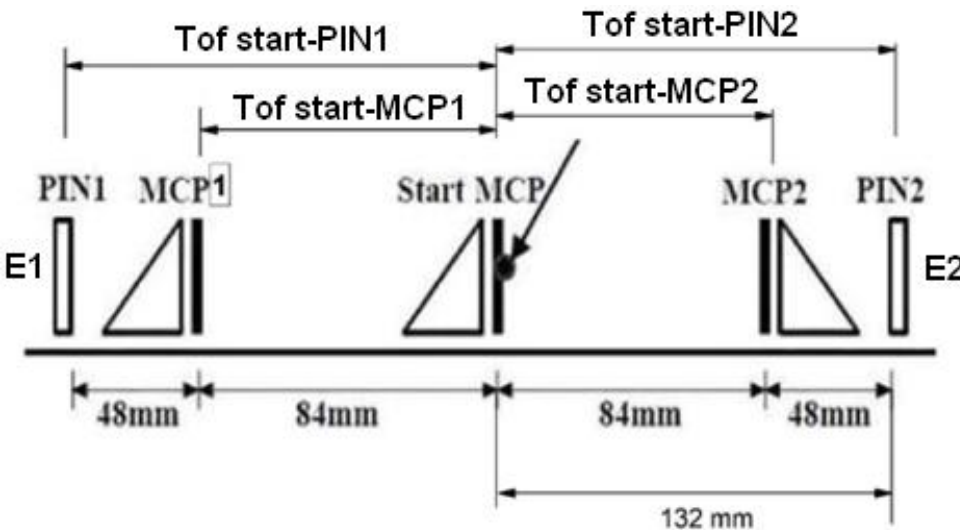 Tof start-PIN1
Tof start-PIN2
Tof start-MCP1
Tof start-MCP2
PIN1
MCP1
Start MCP
MCP2
PIN2
E1
E2
48mm
84mm
84mm
48mm
132 mm